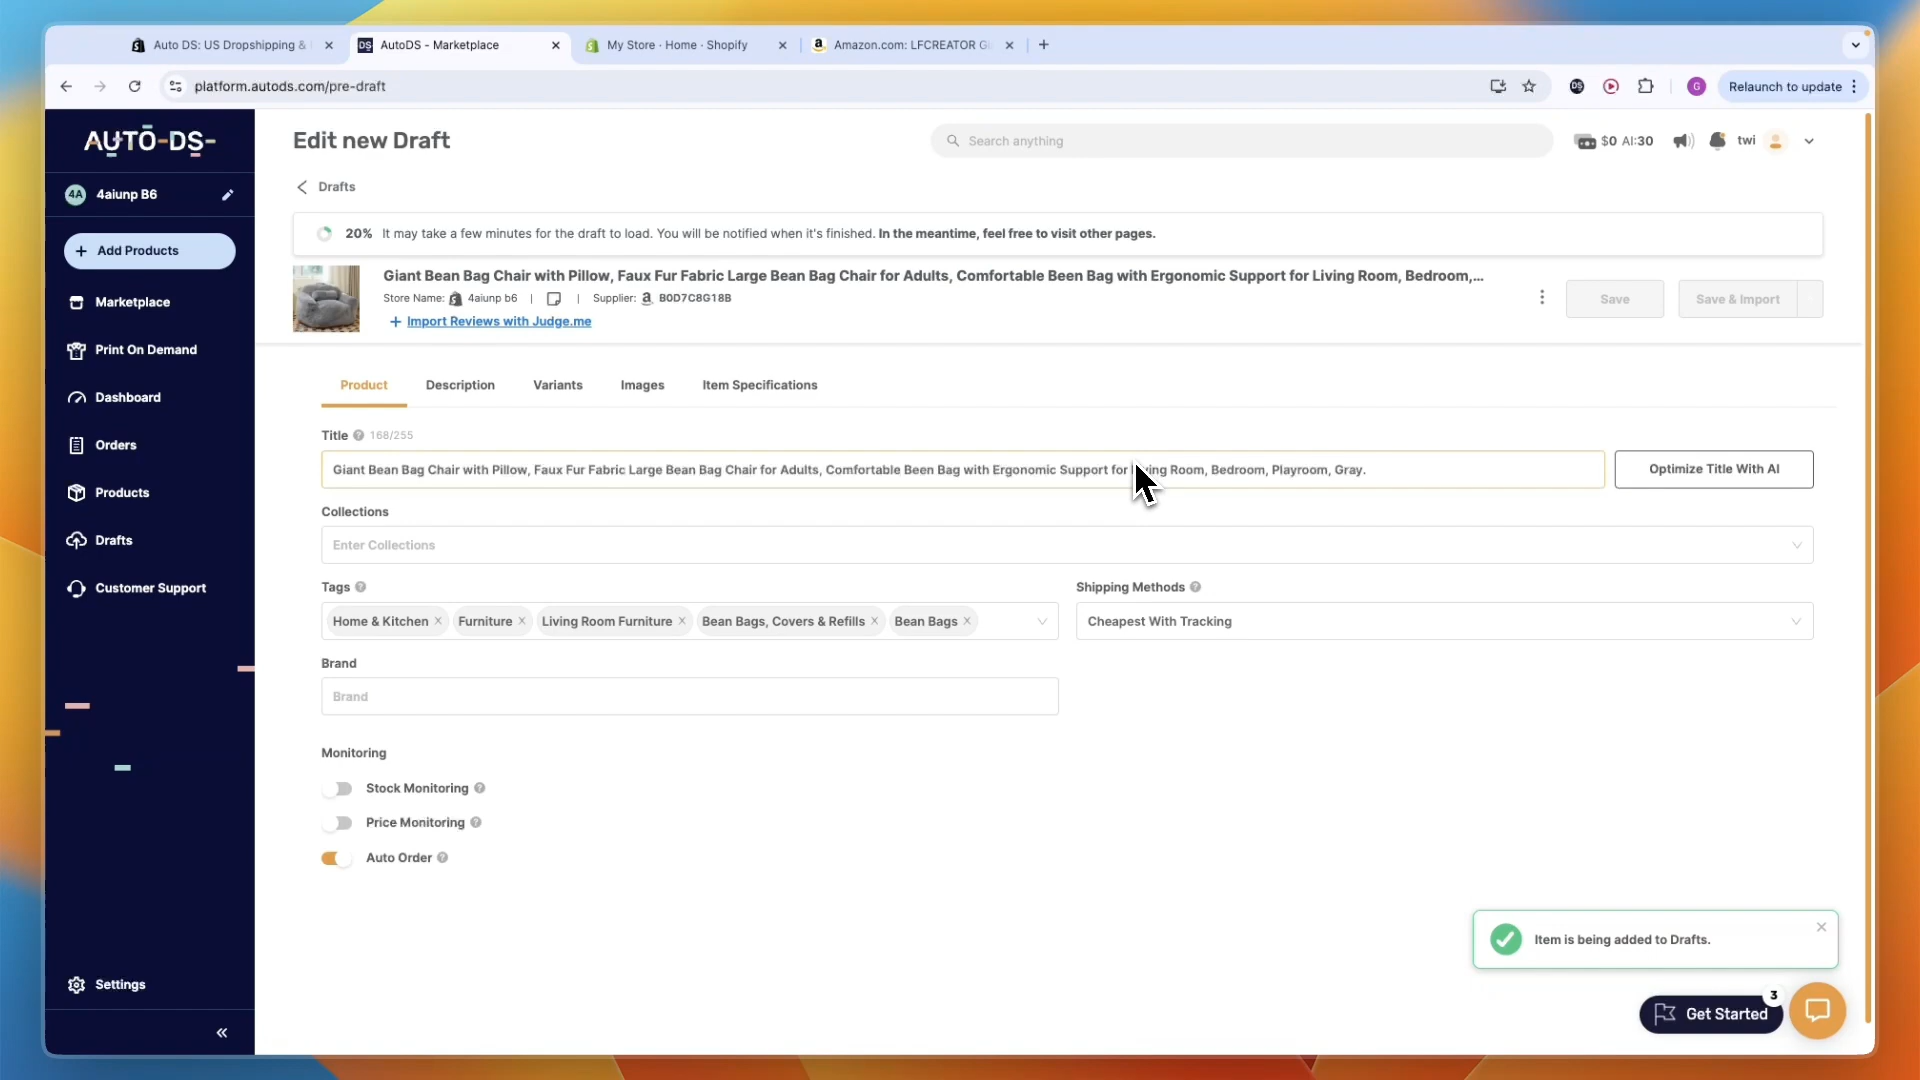 Auto DS: US Dropshipping &
AutoDS - Marketplace
My Store · Home · Shopify
Amazon.com: LFCREATOR Gi
platform.autods.com/pre-draft
Relaunch to update
AUTO-DS-
Edit new Draft
Search anything
$0 AI:30
twi
4A 4aiunp B6
Drafts
+ Add Products
20% It may take a few minutes for the draft to load. You will be notified when it's finished. In the meantime, feel free to visit other pages.
Giant Bean Bag Chair with Pillow, Faux Fur Fabric Large Bean Bag Chair for Adults, Comfortable Been Bag with Ergonomic Support for Living Room, Bedroom,...
Store Name: 4aiunp b6 | | Supplier: B0D7C8G18B
+ Import Reviews with Judge.me
Save
Save & Import
Marketplace
Print On Demand
Dashboard
Orders
Products
Drafts
Customer Support
Settings
Product
Description
Variants
Images
Item Specifications
Title 168/255
Giant Bean Bag Chair with Pillow, Faux Fur Fabric Large Bean Bag Chair for Adults, Comfortable Been Bag with Ergonomic Support for Living Room, Bedroom, Playroom, Gray.
Optimize Title With AI
Collections
Enter Collections
Tags
Shipping Methods
Home & Kitchen × Furniture × Living Room Furniture × Bean Bags, Covers & Refills × Bean Bags ×
Cheapest With Tracking
Brand
Brand
Monitoring
Stock Monitoring
Price Monitoring
Auto Order
Item is being added to Drafts.
3
Get Started